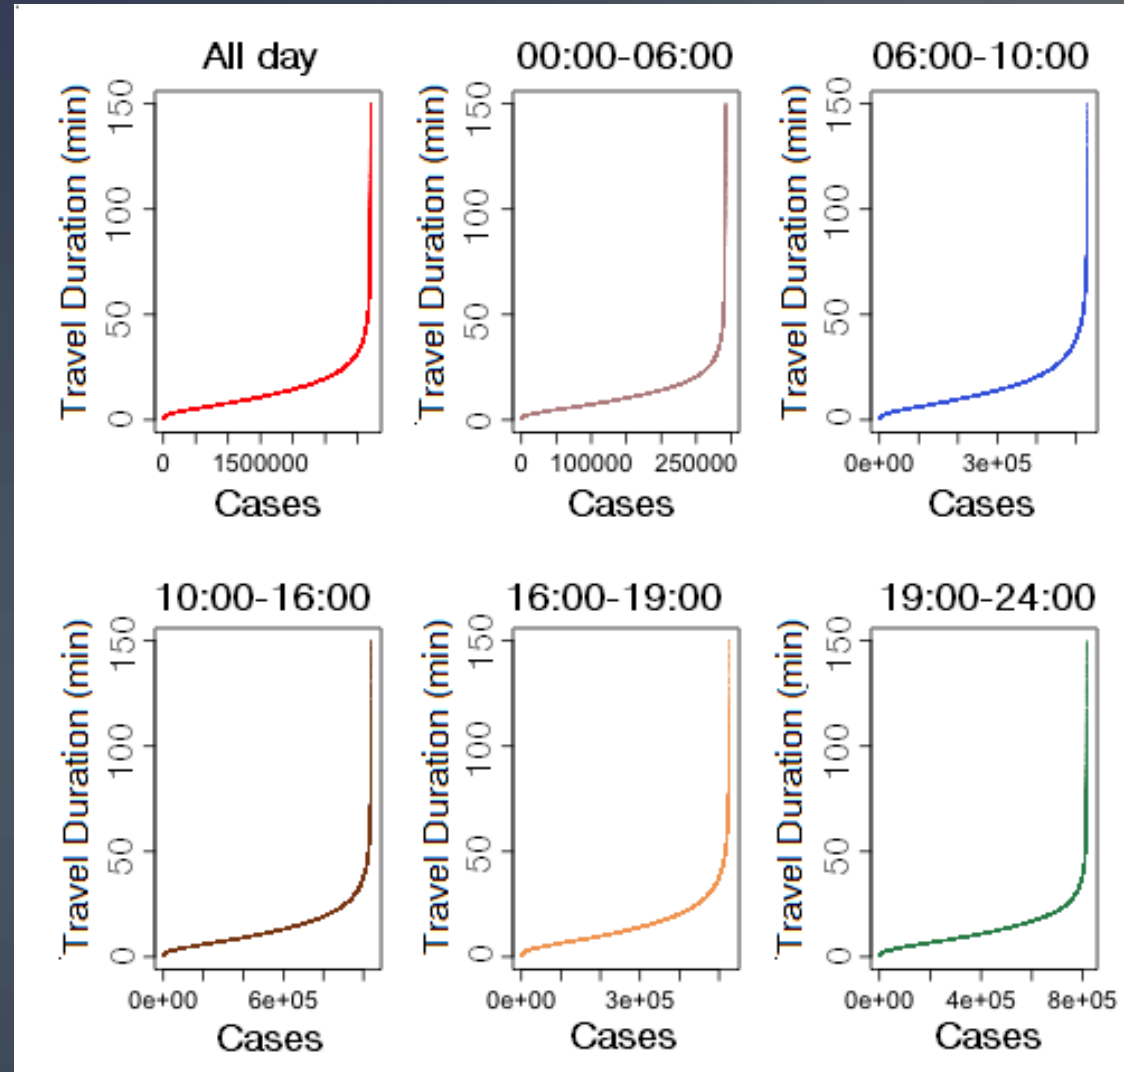 All day
Travel Duration (min)
0 50 100 150
0 1500000
Cases
00:00-06:00
Travel Duration (min)
0 50 100 150
0 100000 250000
Cases
06:00-10:00
Travel Duration (min)
0 50 100 150
0e+00 3e+05
Cases
10:00-16:00
Travel Duration (min)
0 50 100 150
0e+00 6e+05
Cases
16:00-19:00
Travel Duration (min)
0 50 100 150
0e+00 3e+05
Cases
19:00-24:00
Travel Duration (min)
0 50 100 150
0e+00 4e+05 8e+05
Cases